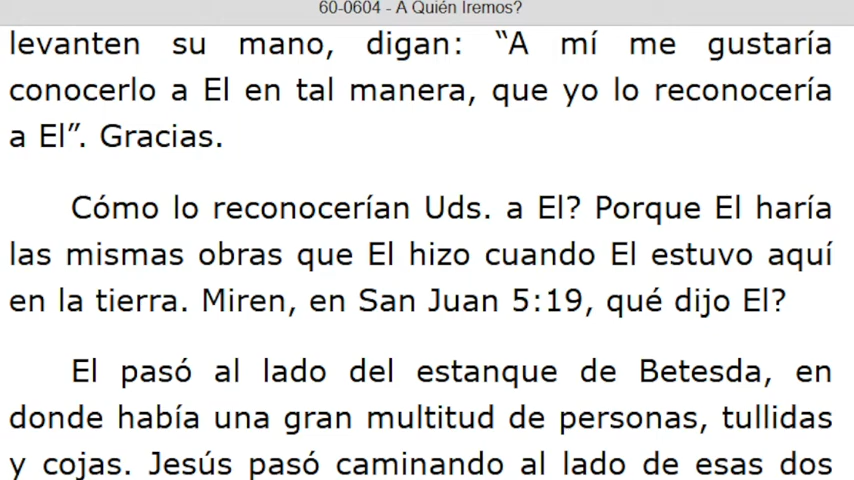 60-0604 - A Quién Iremos?
levanten su mano, digan: “A mí me gustaría
conocerlo a El en tal manera, que yo lo reconocería
a El”. Gracias.
Cómo lo reconocerían Uds. a El? Porque El haría
las mismas obras que El hizo cuando El estuvo aquí
en la tierra. Miren, en San Juan 5:19, qué dijo El?
El pasó al lado del estanque de Betesda, en
donde había una gran multitud de personas, tullidas
y cojas. Jesús pasó caminando al lado de esas dos